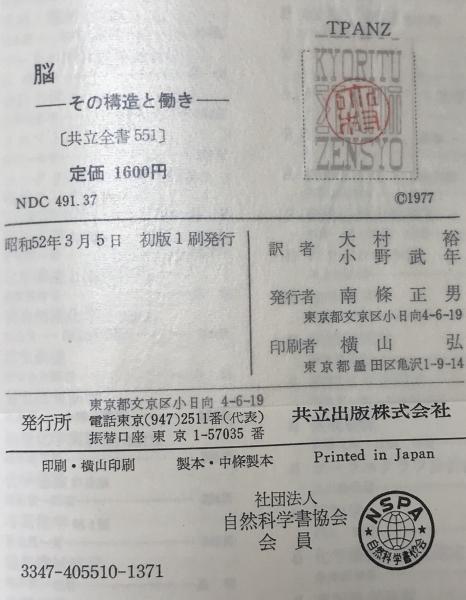 TPANZ
KYORITU
ZENSYO
脳
——その構造と働き——
〔共立全書 551〕
定価 1600円
NDC 491.37
©1977
昭和52年3月5日 初版1刷発行
訳者 大村 裕
小野武年
発行者 南條正男
東京都文京区小日向4-6-19
印刷者 横山 弘
東京都墨田区亀沢1-9-14
発行所 東京都文京区小日向 4-6-19
電話東京(947)2511番(代表)
振替口座 東京 1-57035 番
共立出版株式会社
印刷・横山印刷 製本・中條製本 Printed in Japan
社団法人
自然科学書協会
会員
NSPA
自然科学書協会
3347-405510-1371